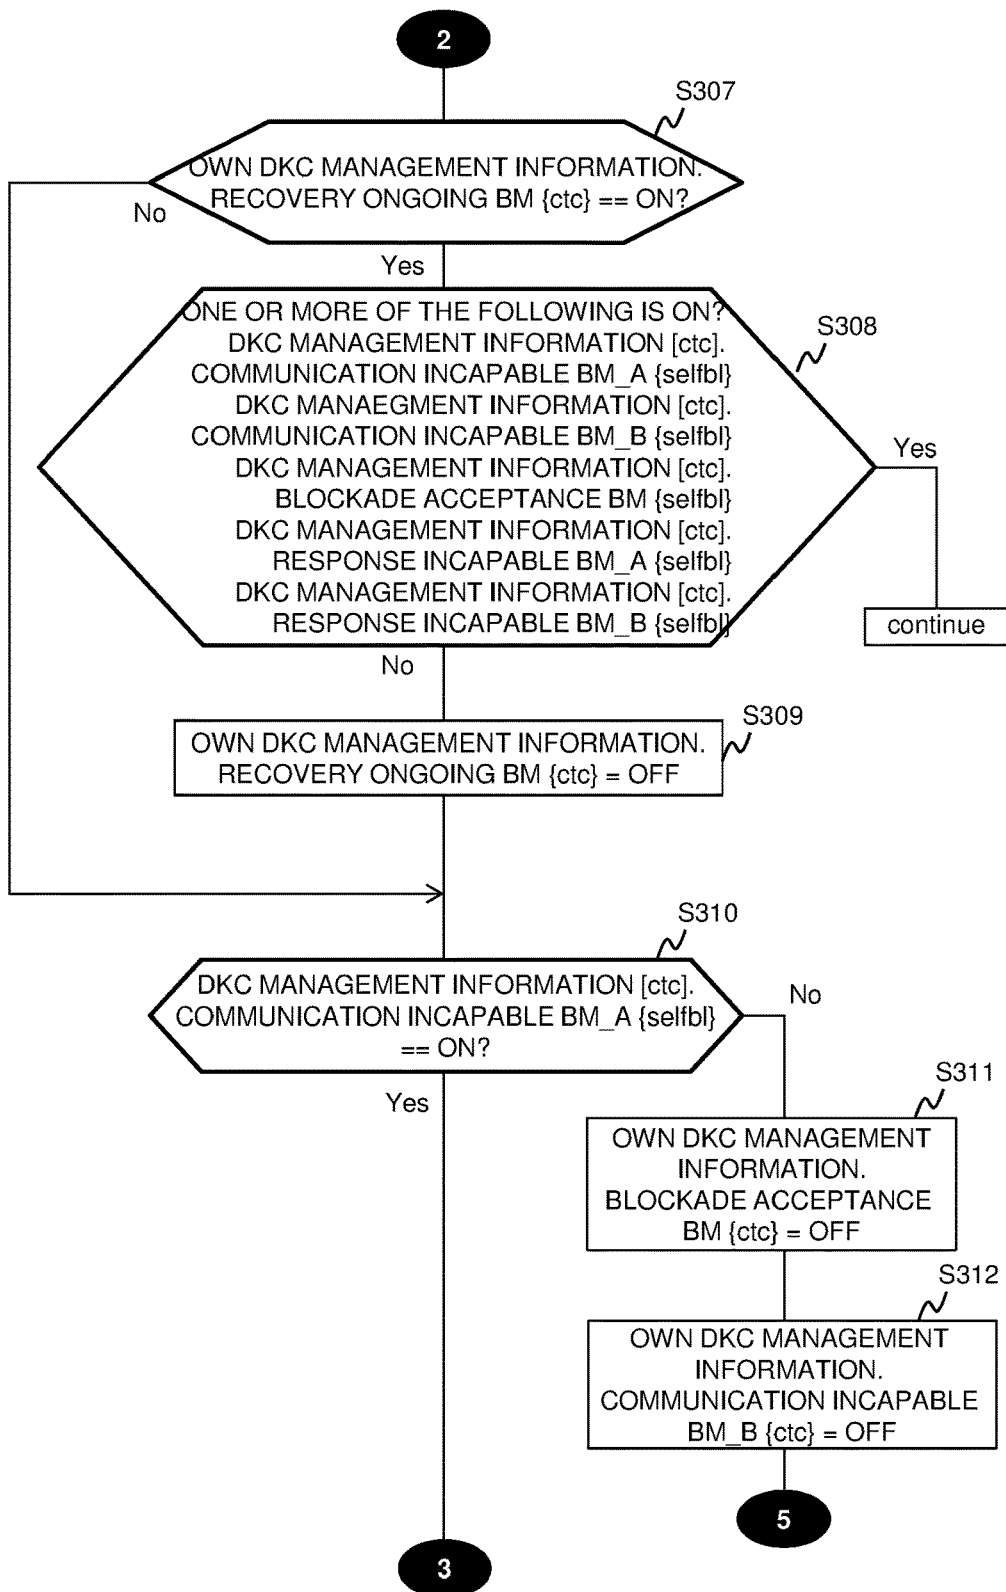 2
S307
OWN DKC MANAGEMENT INFORMATION.
RECOVERY ONGOING BM {ctc} == ON?
No
Yes
ONE OR MORE OF THE FOLLOWING IS ON?
DKC MANAGEMENT INFORMATION [ctc].
COMMUNICATION INCAPABLE BM_A {selfbl}
DKC MANAEGMENT INFORMATION [ctc].
COMMUNICATION INCAPABLE BM_B {selfbl}
DKC MANAGEMENT INFORMATION [ctc].
BLOCKADE ACCEPTANCE BM {selfbl}
DKC MANAGEMENT INFORMATION [ctc].
RESPONSE INCAPABLE BM_A {selfbl}
DKC MANAGEMENT INFORMATION [ctc].
RESPONSE INCAPABLE BM_B {selfbl}
S308
Yes
continue
No
S309
OWN DKC MANAGEMENT INFORMATION.
RECOVERY ONGOING BM {ctc} = OFF
S310
DKC MANAGEMENT INFORMATION [ctc].
COMMUNICATION INCAPABLE BM_A {selfbl}
== ON?
No
Yes
S311
OWN DKC MANAGEMENT
INFORMATION.
BLOCKADE ACCEPTANCE
BM {ctc} = OFF
S312
OWN DKC MANAGEMENT
INFORMATION.
COMMUNICATION INCAPABLE
BM_B {ctc} = OFF
5
3